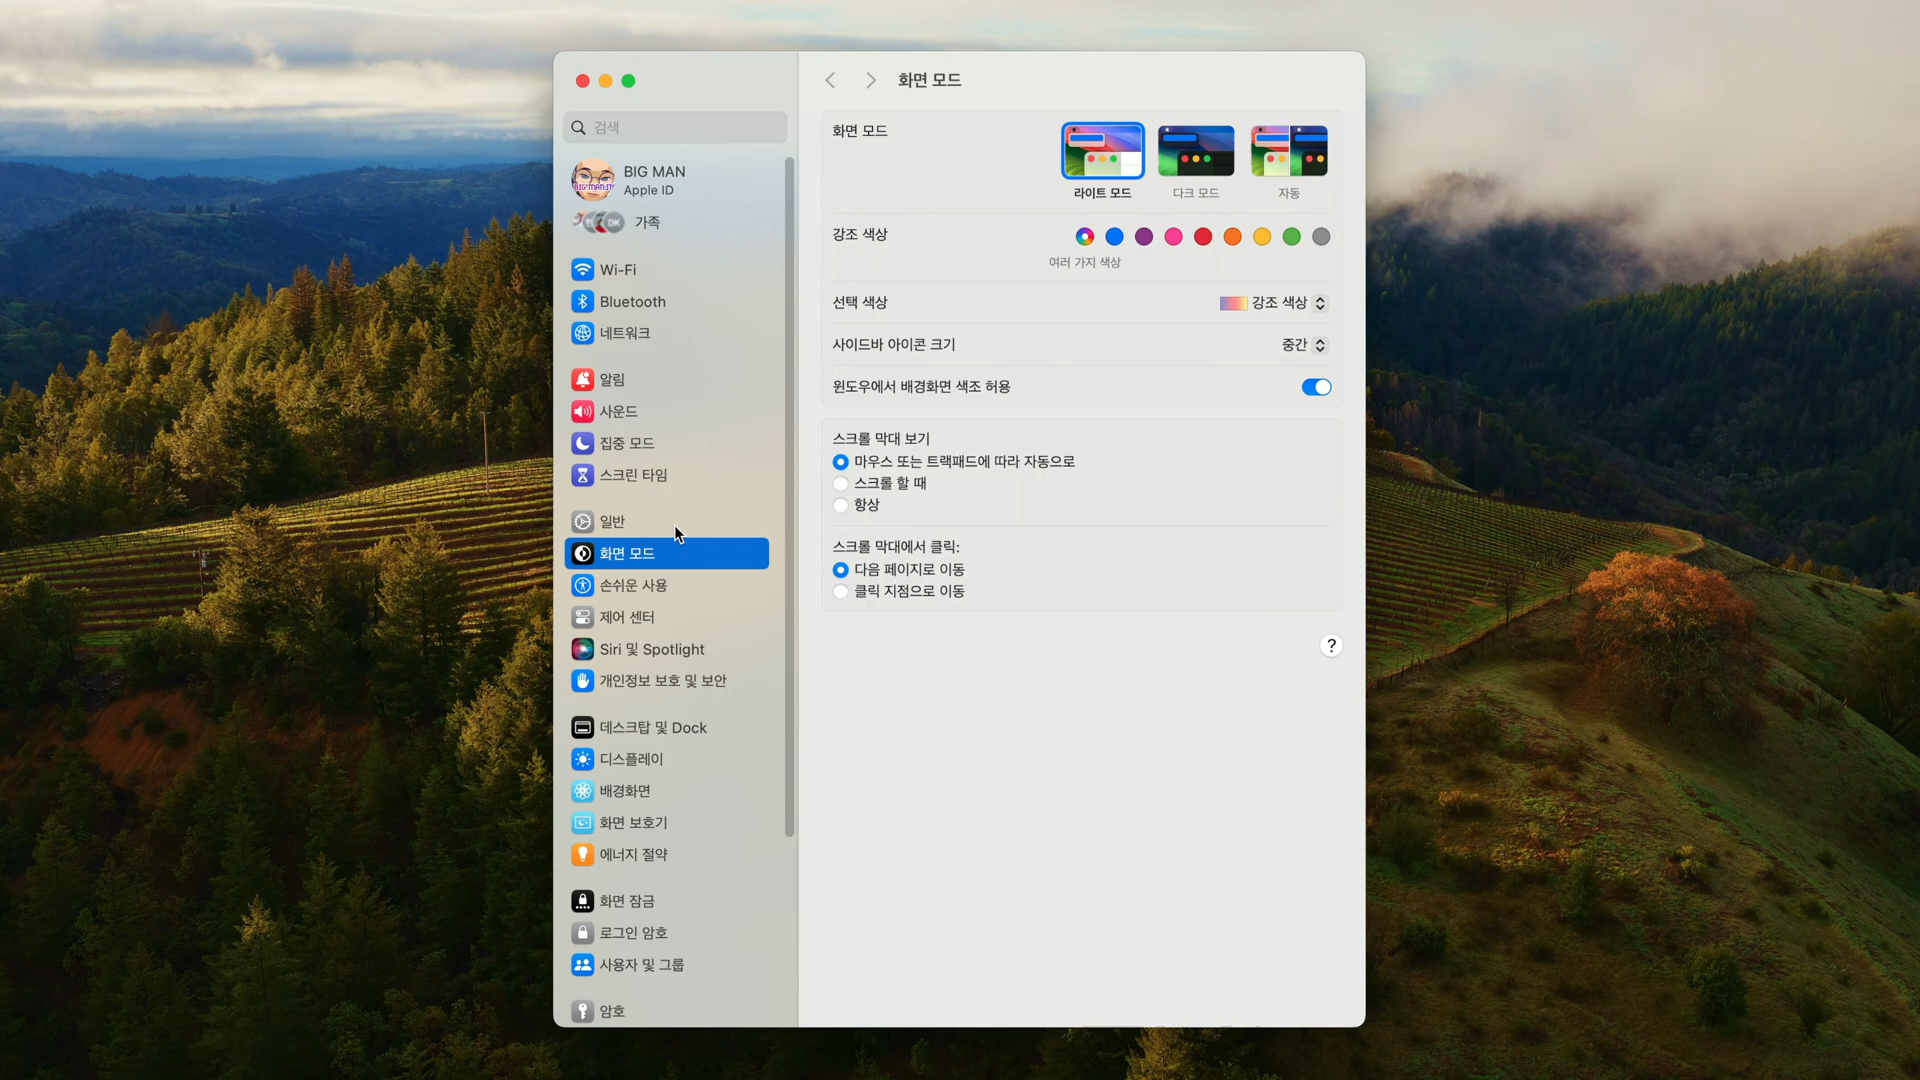 화면 모드
검색
BIG MAN
Apple ID
가족
Wi-Fi
Bluetooth
네트워크
알림
사운드
집중 모드
스크린 타임
일반
화면 모드
손쉬운 사용
제어 센터
Siri 및 Spotlight
개인정보 보호 및 보안
데스크탑 및 Dock
디스플레이
배경화면
화면 보호기
에너지 절약
화면 잠금
로그인 암호
사용자 및 그룹
암호
화면 모드
라이트 모드
다크 모드
자동
강조 색상
여러 가지 색상
선택 색상
강조 색상
사이드바 아이콘 크기
중간
윈도우에서 배경화면 색조 허용
스크롤 막대 보기
마우스 또는 트랙패드에 따라 자동으로
스크롤 할 때
항상
스크롤 막대에서 클릭:
다음 페이지로 이동
클릭 지점으로 이동
?